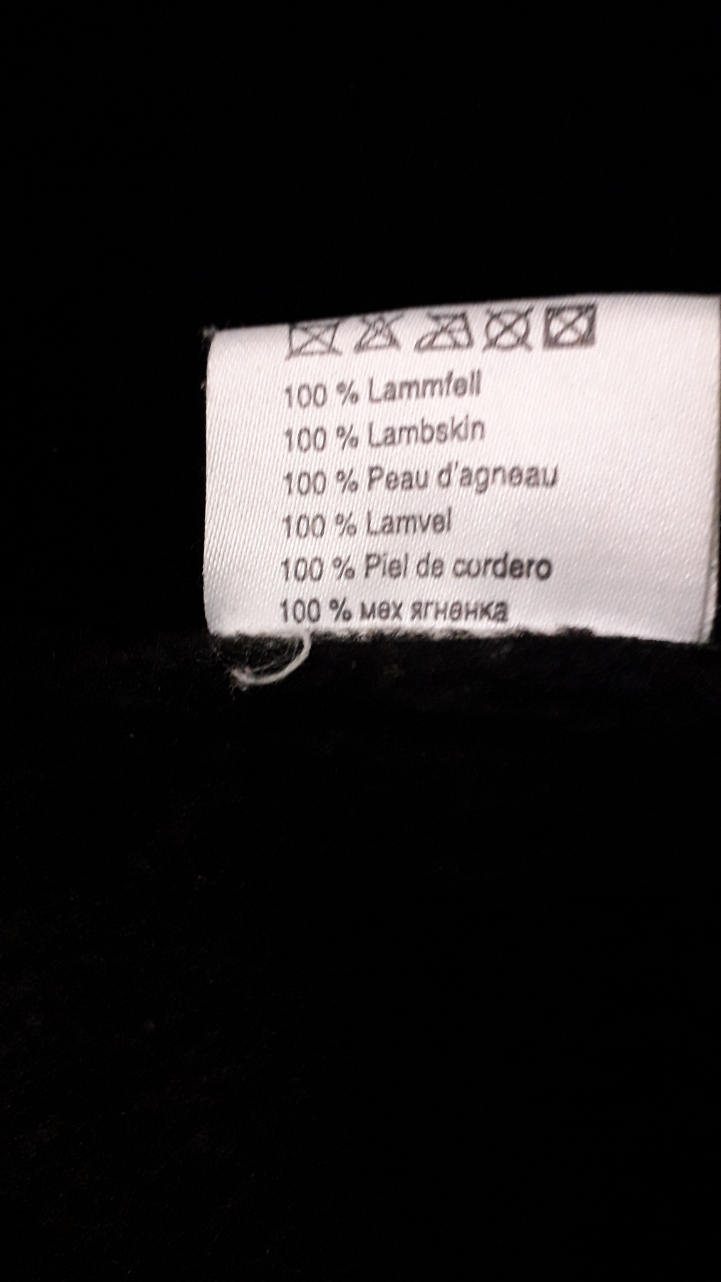 100 % Lammfell
100 % Lambskin
100 % Peau d'agneau
100 % Lamvel
100 % Piel de cordero
100 % мех ягненка